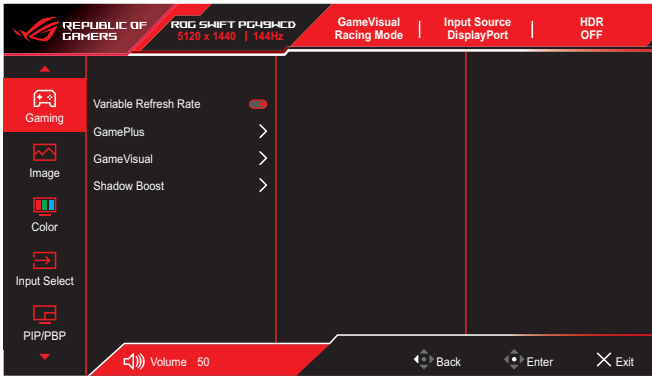 REPUBLIC OF
GAMERS
ROG SWIFT PG49WCD
5120 x 1440 | 144Hz
GameVisual
Racing Mode
Input Source
DisplayPort
HDR
OFF
Gaming
Image
Color
Input Select
PIP/PBP
Variable Refresh Rate
GamePlus
GameVisual
Shadow Boost
Volume 50
Back
Enter
Exit